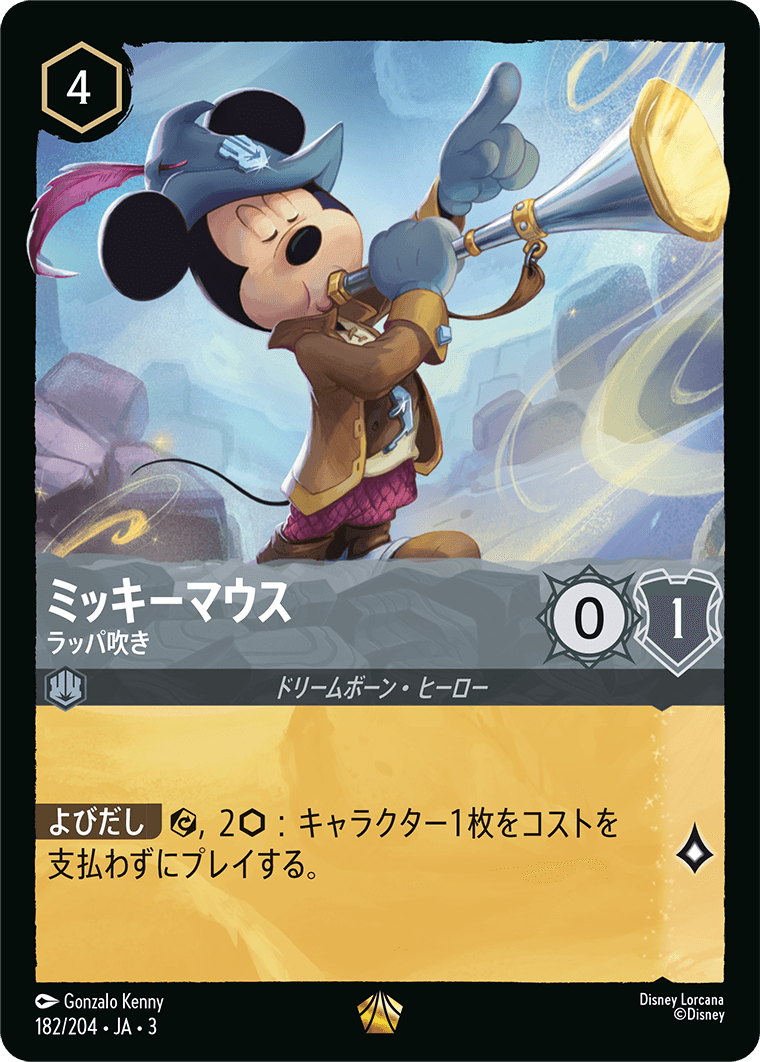 4
ミッキーマウス
ラッパ吹き
0
1
ドリームボーン・ヒーロー
よびだし , 2 : キャラクター1枚をコストを
支払わずにプレイする。
Gonzalo Kenny
182/204・JA・3
Disney Lorcana
©Disney